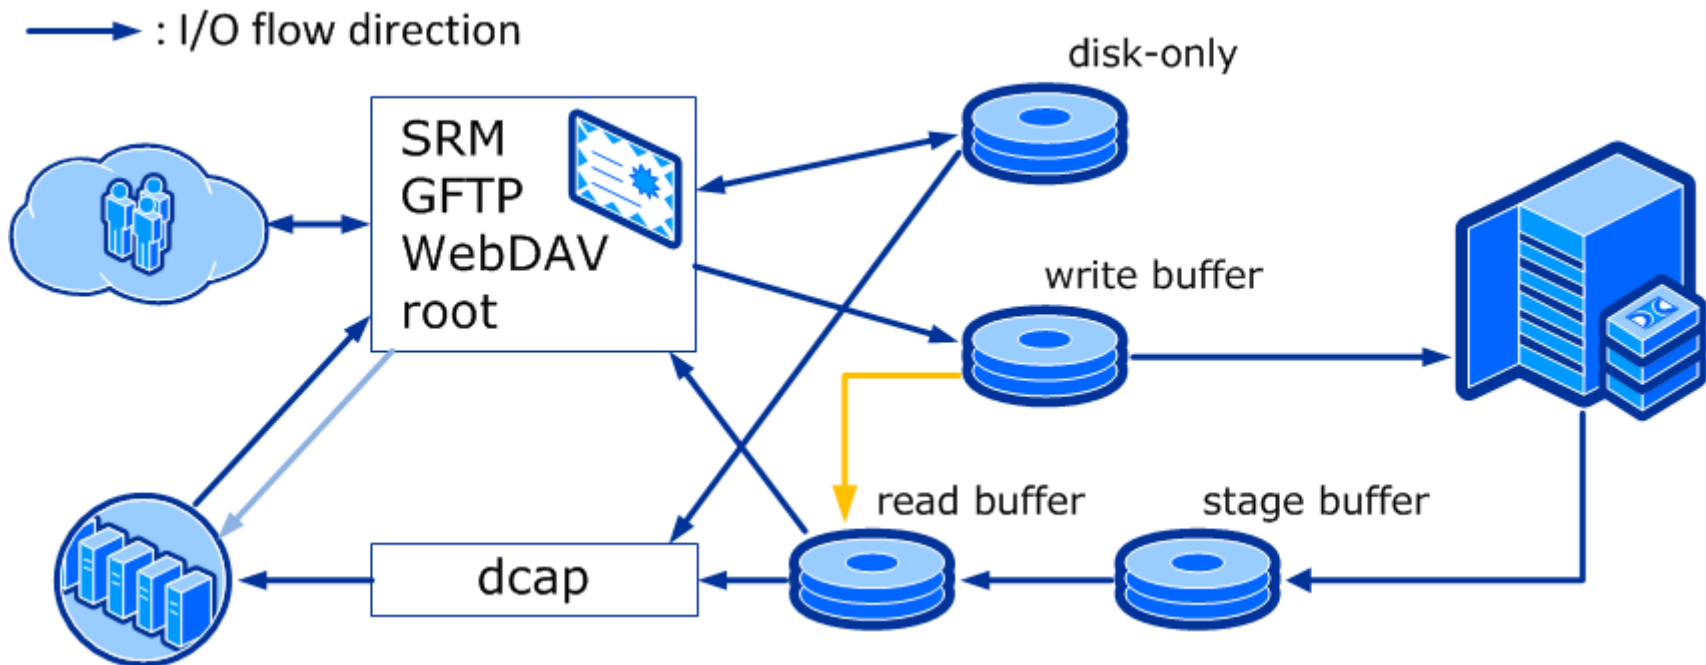 : I/O flow direction
disk-only
SRM
GFTP
WebDAV
root
write buffer
read buffer
stage buffer
dcap